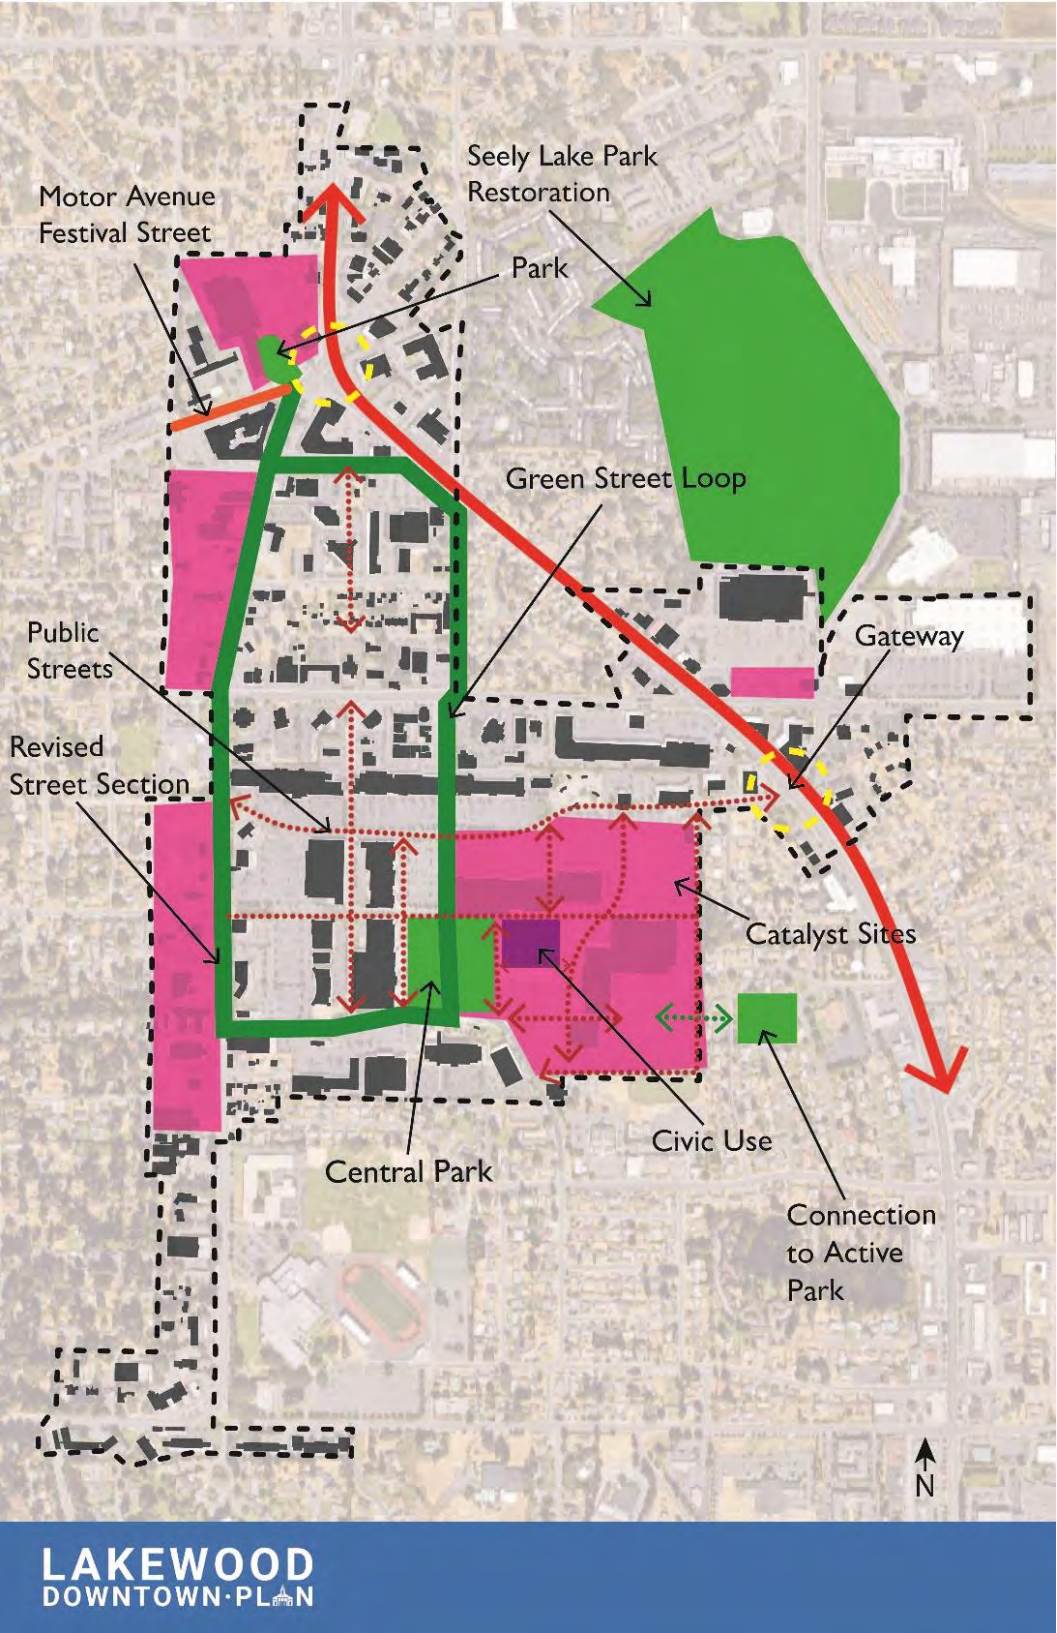 Seely Lake Park
Restoration
Motor Avenue
Festival Street
Park
Green Street Loop
Public
Streets
Gateway
Revised
Street Section
Catalyst Sites
Civic Use
Central Park
Connection
to Active
Park
N
LAKEWOOD
DOWNTOWN·PLAN